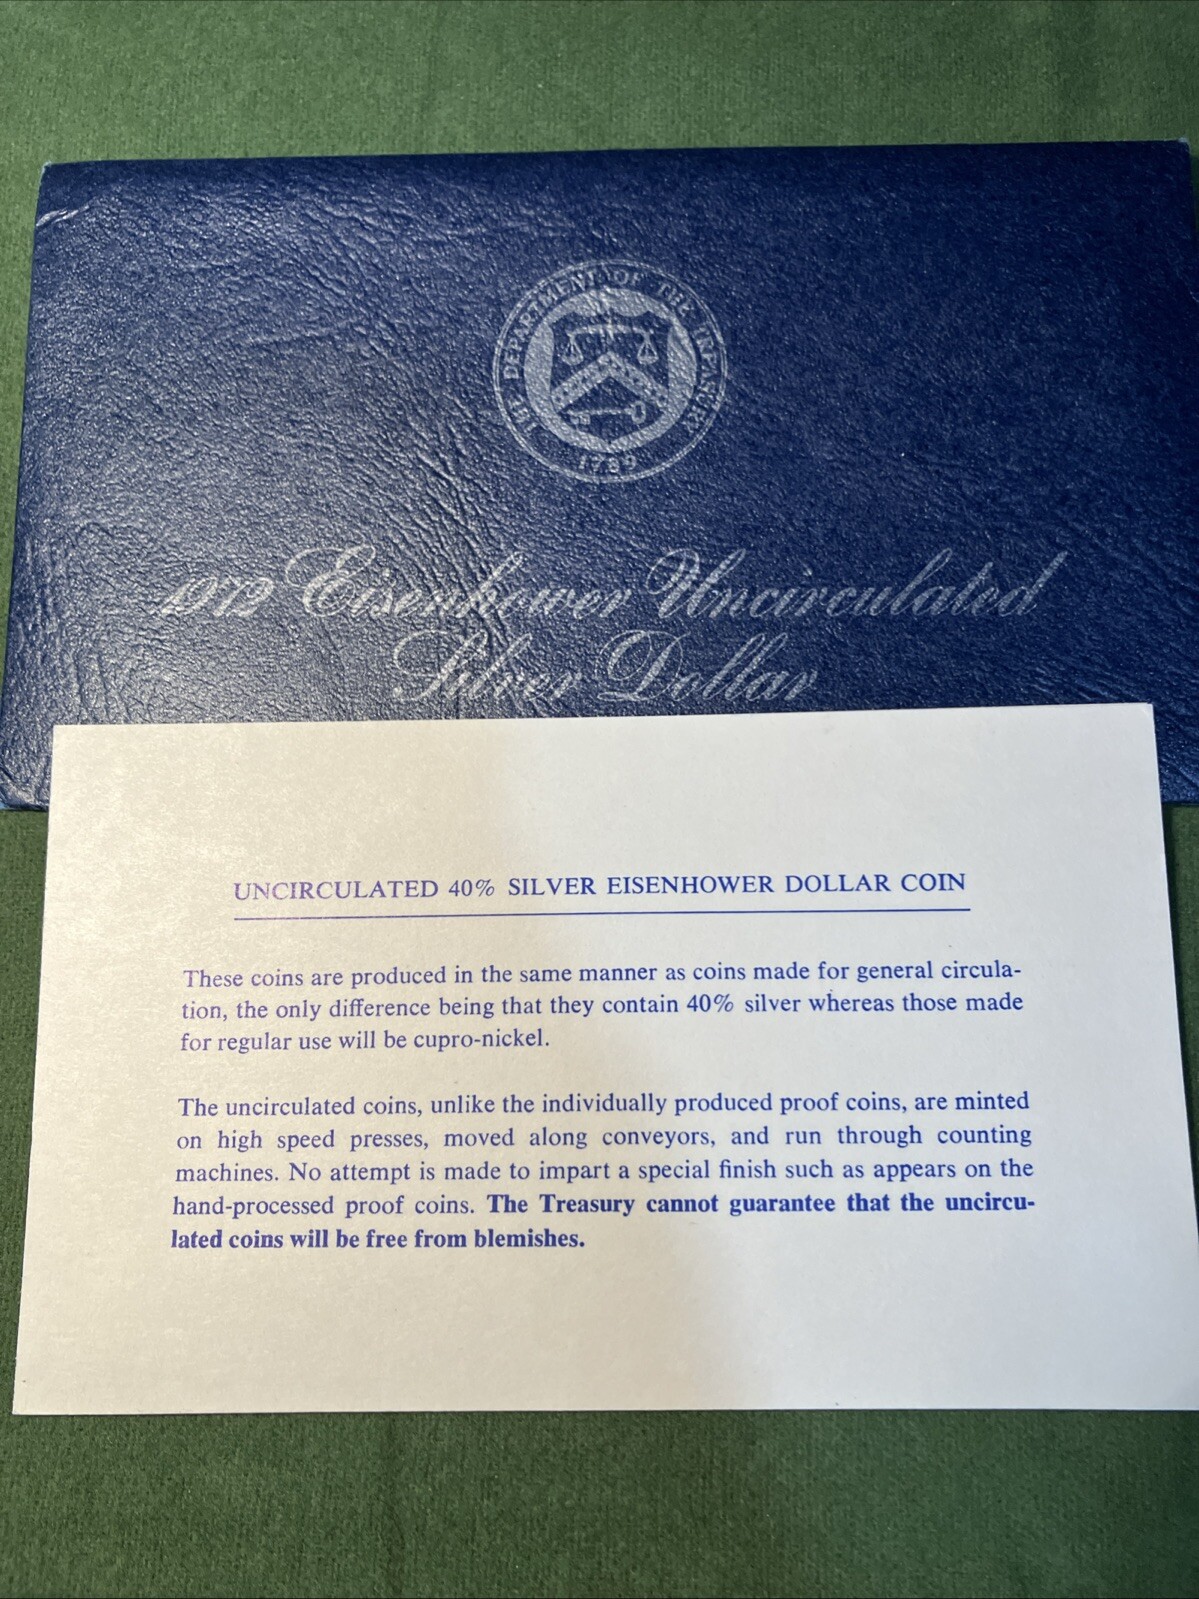 THE DEPARTMENT OF THE TREASURY
1789
1972 Eisenhower Uncirculated
Silver Dollar
UNCIRCULATED 40% SILVER EISENHOWER DOLLAR COIN
These coins are produced in the same manner as coins made for general circula-
tion, the only difference being that they contain 40% silver whereas those made
for regular use will be cupro-nickel.
The uncirculated coins, unlike the individually produced proof coins, are minted
on high speed presses, moved along conveyors, and run through counting
machines. No attempt is made to impart a special finish such as appears on the
hand-processed proof coins. The Treasury cannot guarantee that the uncircu-
lated coins will be free from blemishes.